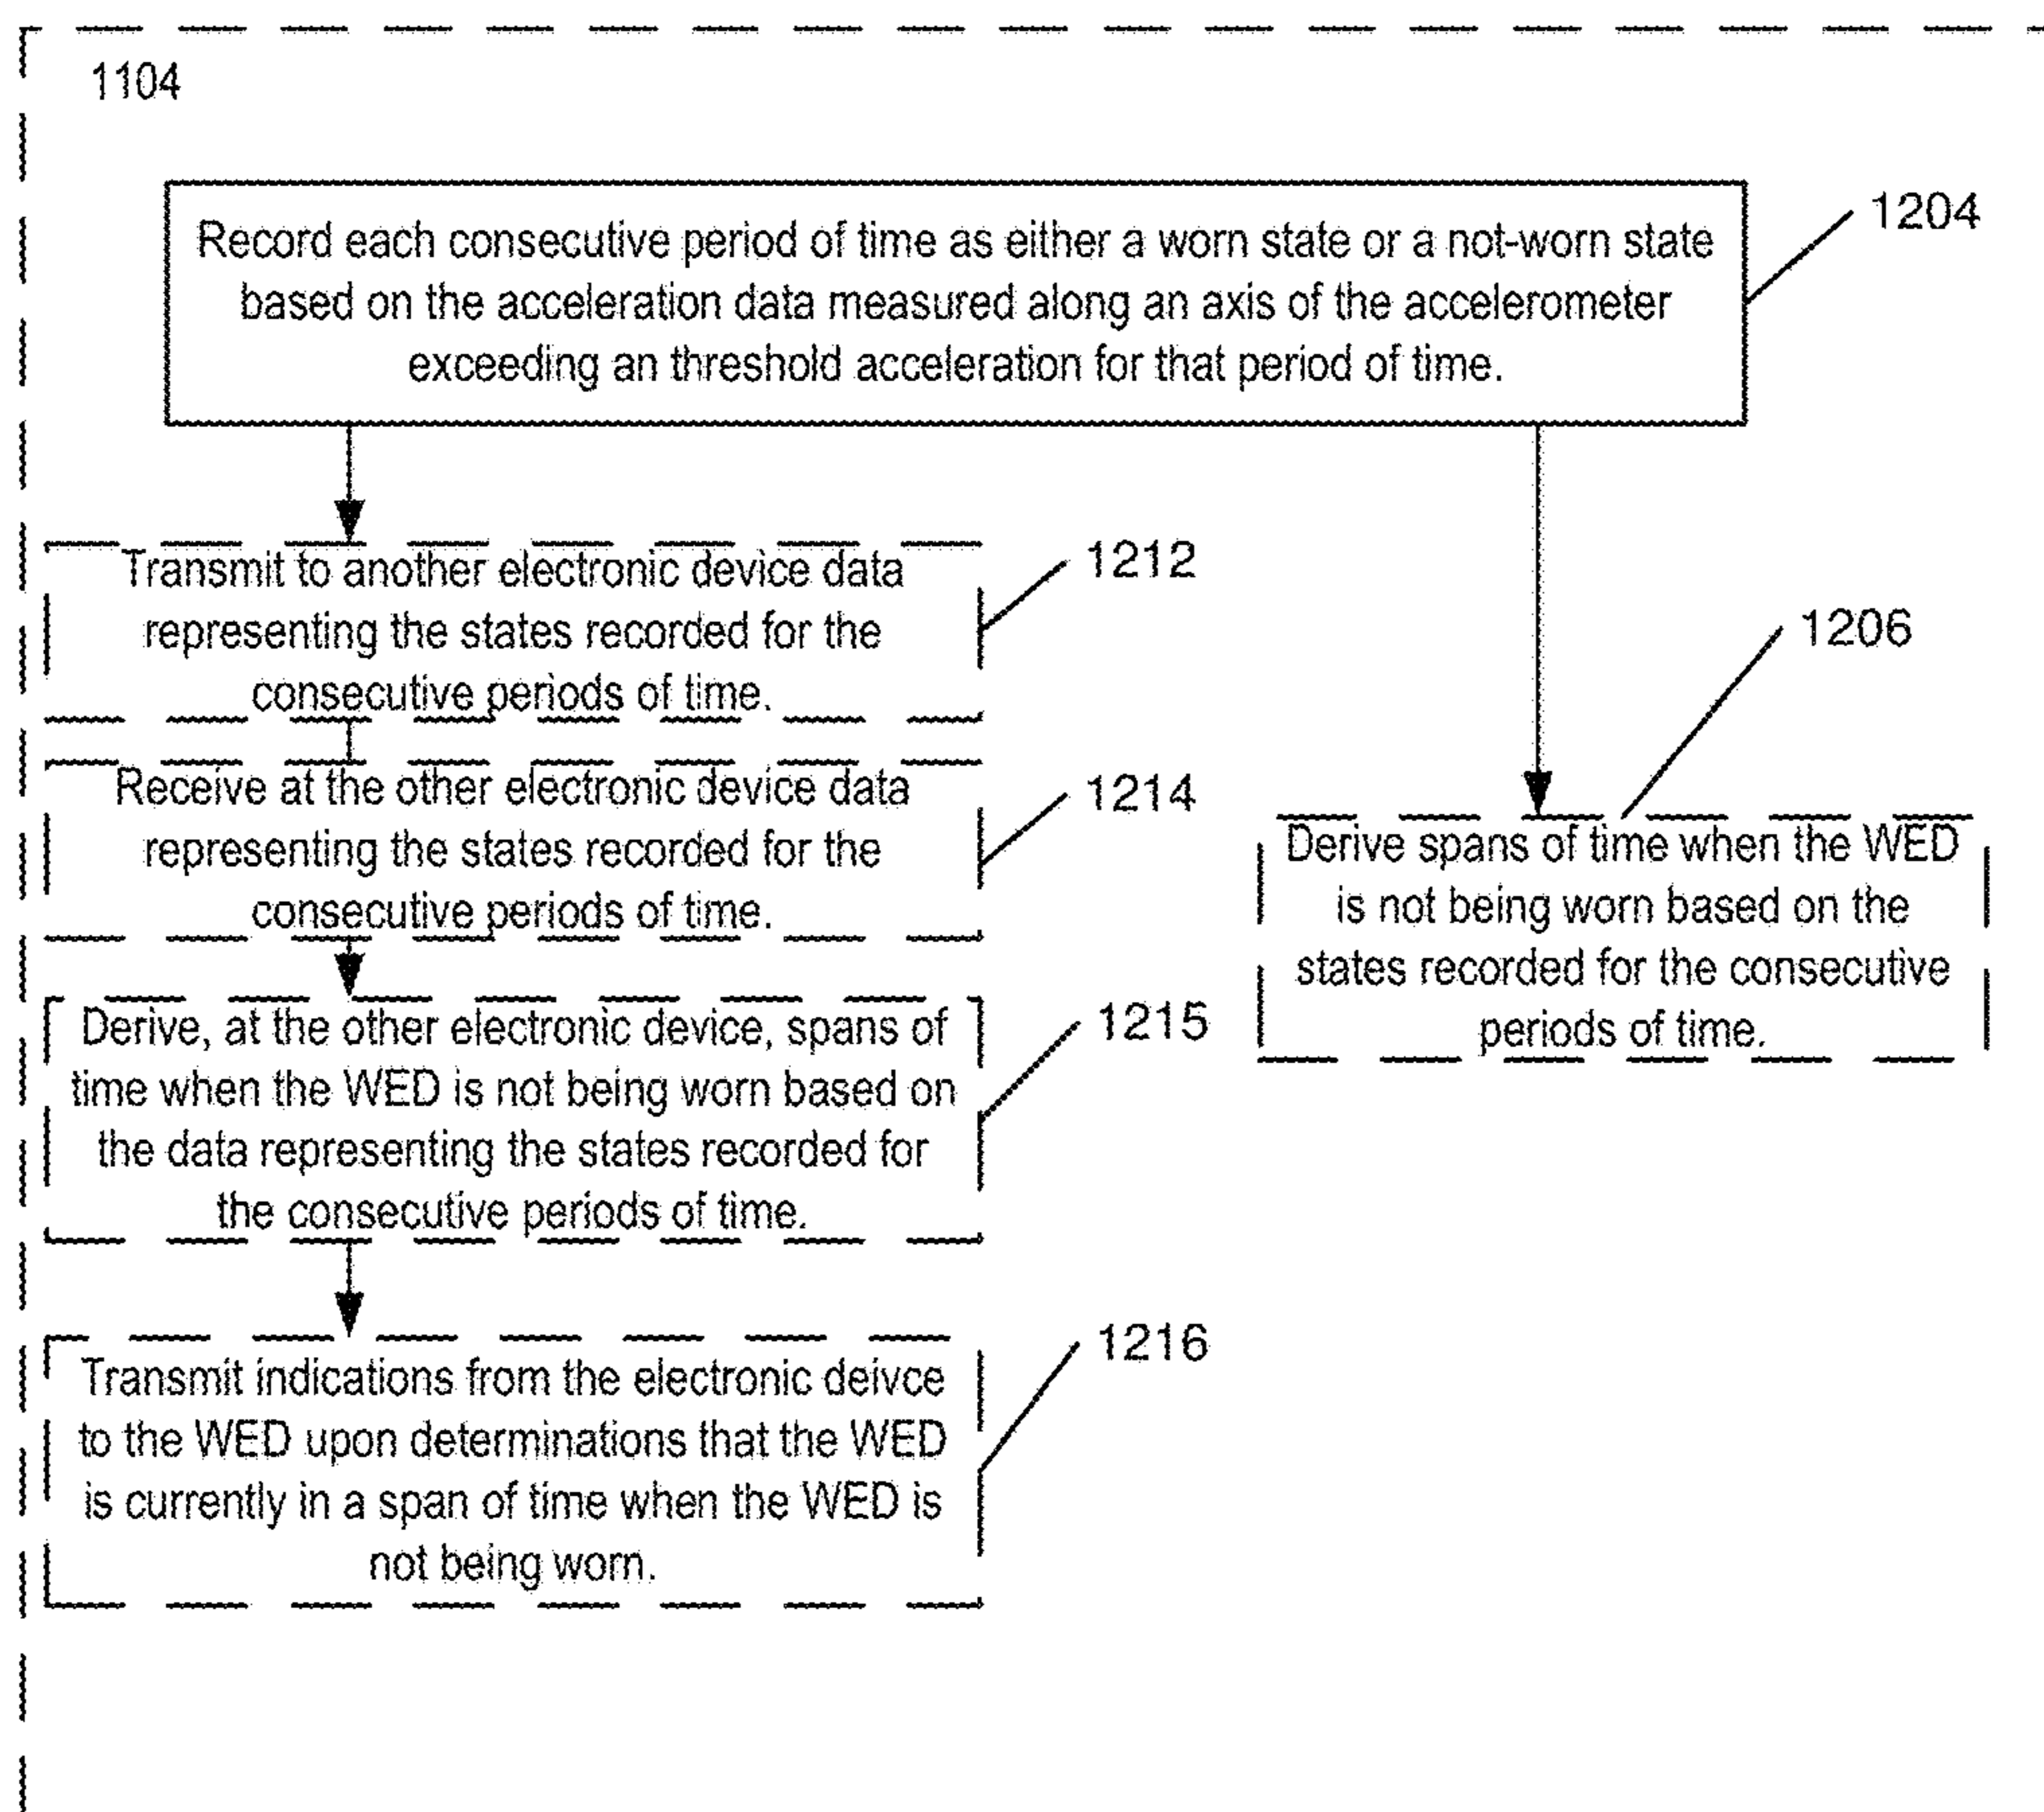 1104
Record each consecutive period of time as either a worn state or a not-worn state
based on the acceleration data measured along an axis of the accelerometer
exceeding an threshold acceleration for that period of time.
1204
Transmit to another electronic device data
representing the states recorded for the
consecutive periods of time.
1212
Receive at the other electronic device data
representing the states recorded for the
consecutive periods of time.
1214
1206
Derive spans of time when the WED
is not being worn based on the
states recorded for the consecutive
periods of time.
Derive, at the other electronic device, spans of
time when the WED is not being worn based on
the data representing the states recorded for
the consecutive periods of time.
1215
Transmit indications from the electronic deivce
to the WED upon determinations that the WED
is currently in a span of time when the WED is
not being worn.
1216